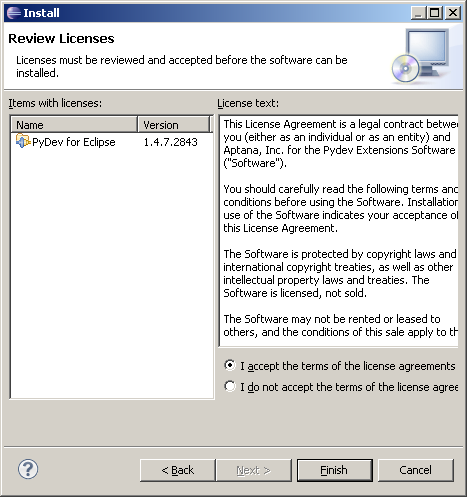 Install
Review Licenses
Licenses must be reviewed and accepted before the software can be
installed.
Items with licenses:
License text:
Name Version
PyDev for Eclipse 1.4.7.2843
This License Agreement is a legal contract betwee
you (either as an individual or as an entity) and
Aptana, Inc. for the Pydev Extensions Software
("Software").
You should carefully read the following terms and
conditions before using the Software. Installation
use of the Software indicates your acceptance of
this License Agreement.
The Software is protected by copyright laws and
international copyright treaties, as well as other
intellectual property laws and treaties. The
Software is licensed, not sold.
The Software may not be rented or leased to
others, and the conditions of this sale apply to th
I accept the terms of the license agreements
I do not accept the terms of the license agree
< Back
Next >
Finish
Cancel